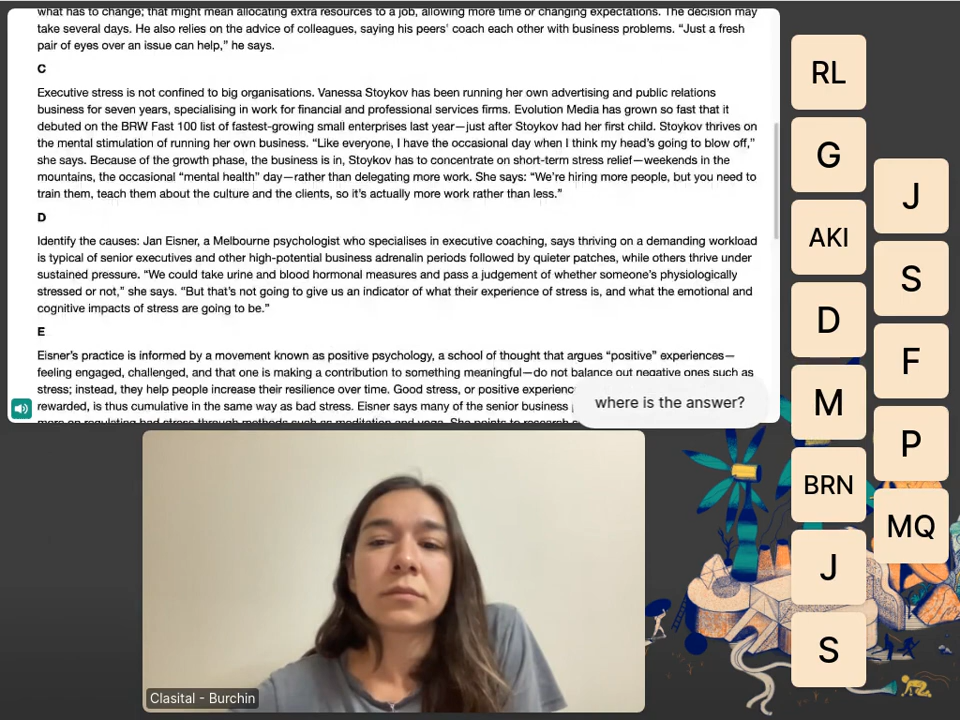 what has to change; that might mean allocating extra resources to a job, allowing more time or changing expectations. The decision may
take several days. He also relies on the advice of colleagues, saying his peers’ coach each other with business problems. “Just a fresh
pair of eyes over an issue can help,” he says.
C
Executive stress is not confined to big organisations. Vanessa Stoykov has been running her own advertising and public relations
business for seven years, specialising in work for financial and professional services firms. Evolution Media has grown so fast that it
debuted on the BRW Fast 100 list of fastest-growing small enterprises last year—just after Stoykov had her first child. Stoykov thrives on
the mental stimulation of running her own business. “Like everyone, I have the occasional day when I think my head’s going to blow off,”
she says. Because of the growth phase, the business is in, Stoykov has to concentrate on short-term stress relief—weekends in the
mountains, the occasional “mental health” day—rather than delegating more work. She says: “We’re hiring more people, but you need to
train them, teach them about the culture and the clients, so it’s actually more work rather than less.”
D
Identify the causes: Jan Eisner, a Melbourne psychologist who specialises in executive coaching, says thriving on a demanding workload
is typical of senior executives and other high-potential business adrenalin periods followed by quieter patches, while others thrive under
sustained pressure. “We could take urine and blood hormonal measures and pass a judgement of whether someone’s physiologically
stressed or not,” she says. “But that’s not going to give us an indicator of what their experience of stress is, and what the emotional and
cognitive impacts of stress are going to be.”
E
Eisner’s practice is informed by a movement known as positive psychology, a school of thought that argues “positive” experiences—
feeling engaged, challenged, and that one is making a contribution to something meaningful—do not balance out negative ones such as
stress; instead, they help people increase their resilience over time. Good stress, or positive experienc
rewarded, is thus cumulative in the same way as bad stress. Eisner says many of the senior business
more on regulating bad stress through methods such as meditation and yoga. She points to research
where is the answer?
RL
G
AKI
D
M
BRN
J
S
J
S
F
P
MQ
Clasital - Burchin